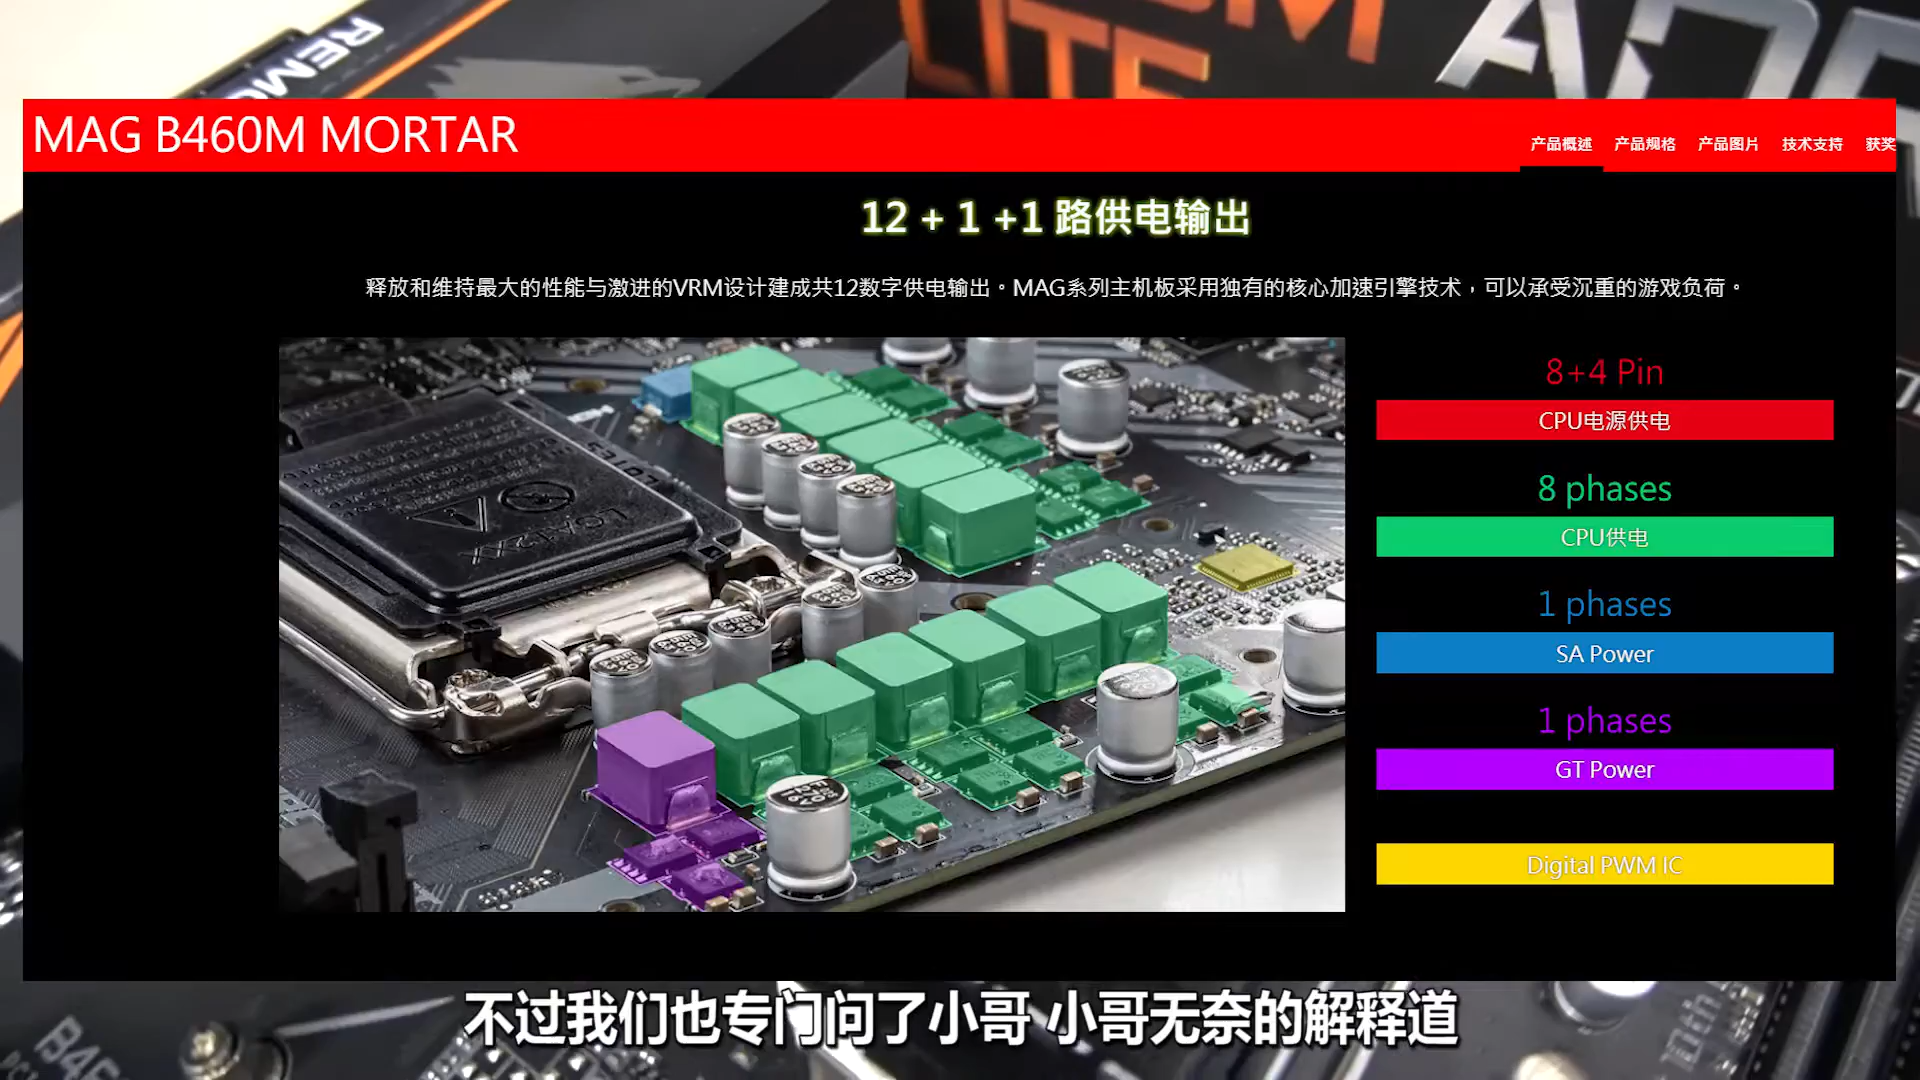 MAG B460M MORTAR
产品概述 产品规格 产品图片 技术支持 获奖
12 + 1 +1 路供电输出
释放和维持最大的性能与激进的VRM设计建成共12数字供电输出。MAG系列主机板采用独有的核心加速引擎技术，可以承受沉重的游戏负荷。
8+4 Pin
CPU电源供电
8 phases
CPU供电
1 phases
SA Power
1 phases
GT Power
Digital PWM IC
不过我们也专门问了小哥 小哥无奈的解释道